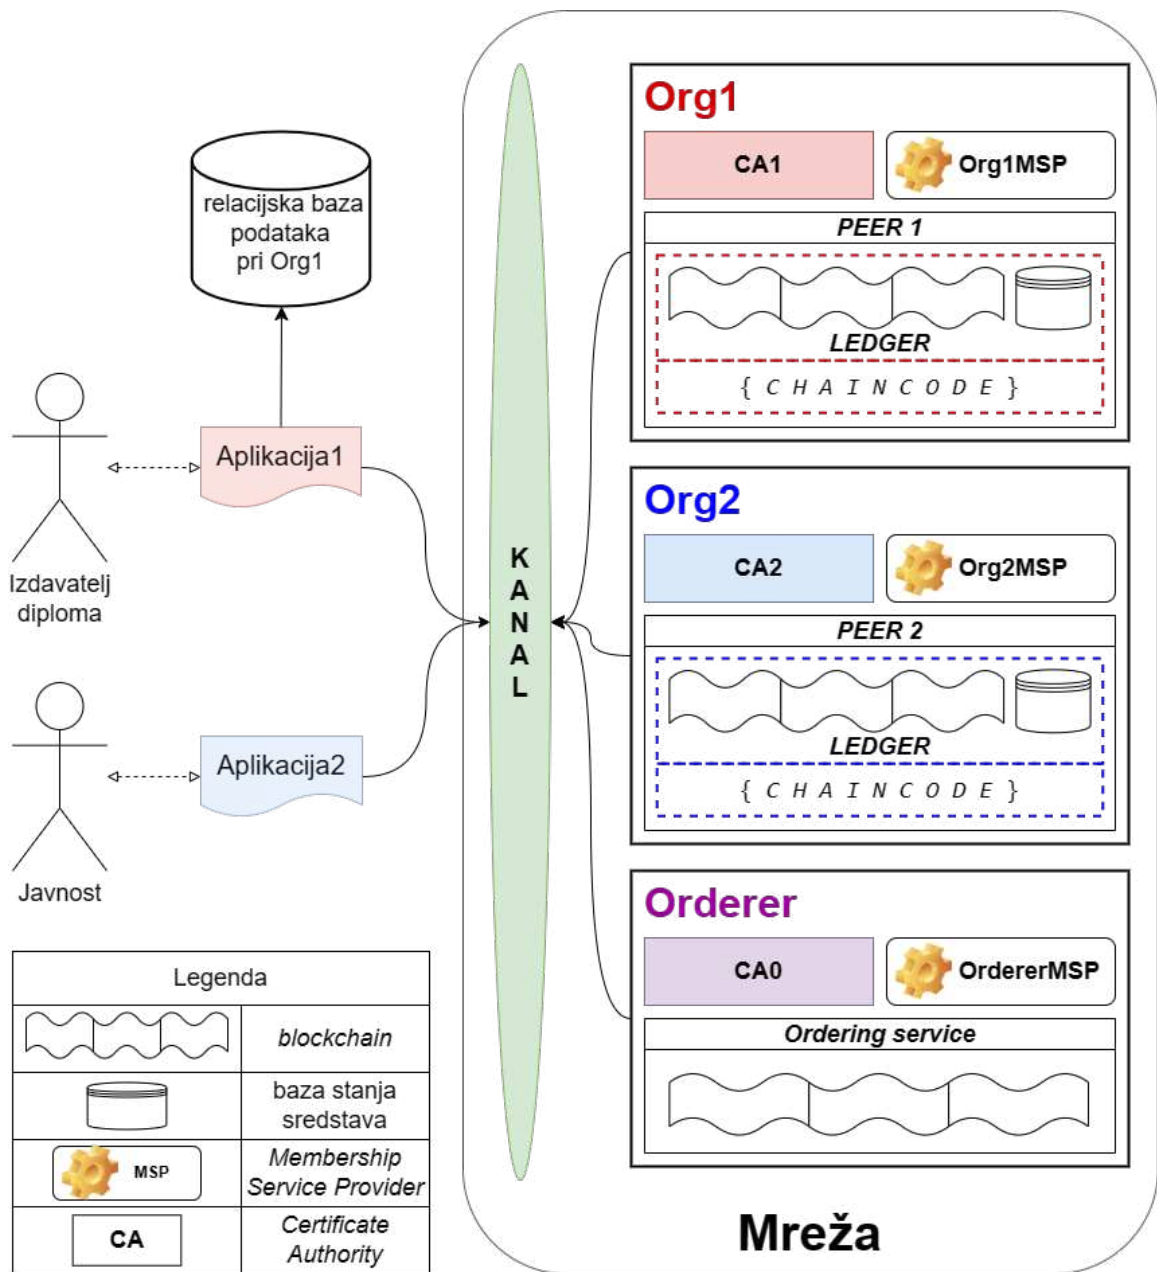 Org1
CA1
Org1MSP
PEER 1
LEDGER
{ C H A I N C O D E }
relacijska baza
podataka
pri Org1
Aplikacija1
Izdavatelj
diploma
Org2
CA2
Org2MSP
PEER 2
LEDGER
{ C H A I N C O D E }
K
A
N
A
L
Aplikacija2
Javnost
Orderer
CA0
OrdererMSP
Ordering service
Legenda
blockchain
baza stanja
sredstava
MSP
Membership
Service Provider
CA
Certificate
Authority
Mreža